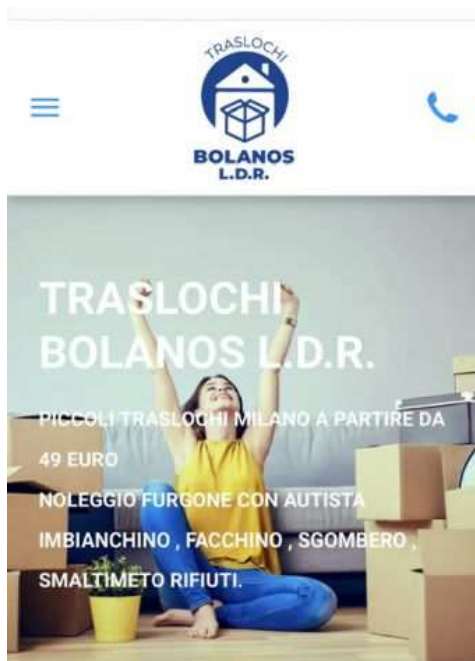 TRASLOCHI
BOLANOS
L.D.R.
TRASLOCHI
BOLANOS L.D.R.
PICCOLI TRASLOCHI MILANO A PARTIRE DA
49 EURO
NOLEGGIO FURGONE CON AUTISTA
IMBIANCHINO , FACCHINO , SGOMBERO ,
SMALTIMETO RIFIUTI.